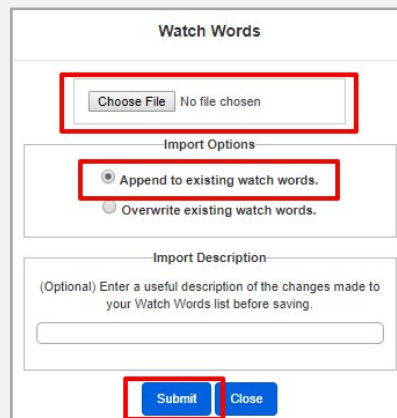 Watch Words
Choose File No file chosen
Import Options
Append to existing watch words.
Overwrite existing watch words.
Import Description
(Optional) Enter a useful description of the changes made to
your Watch Words list before saving.
Submit Close